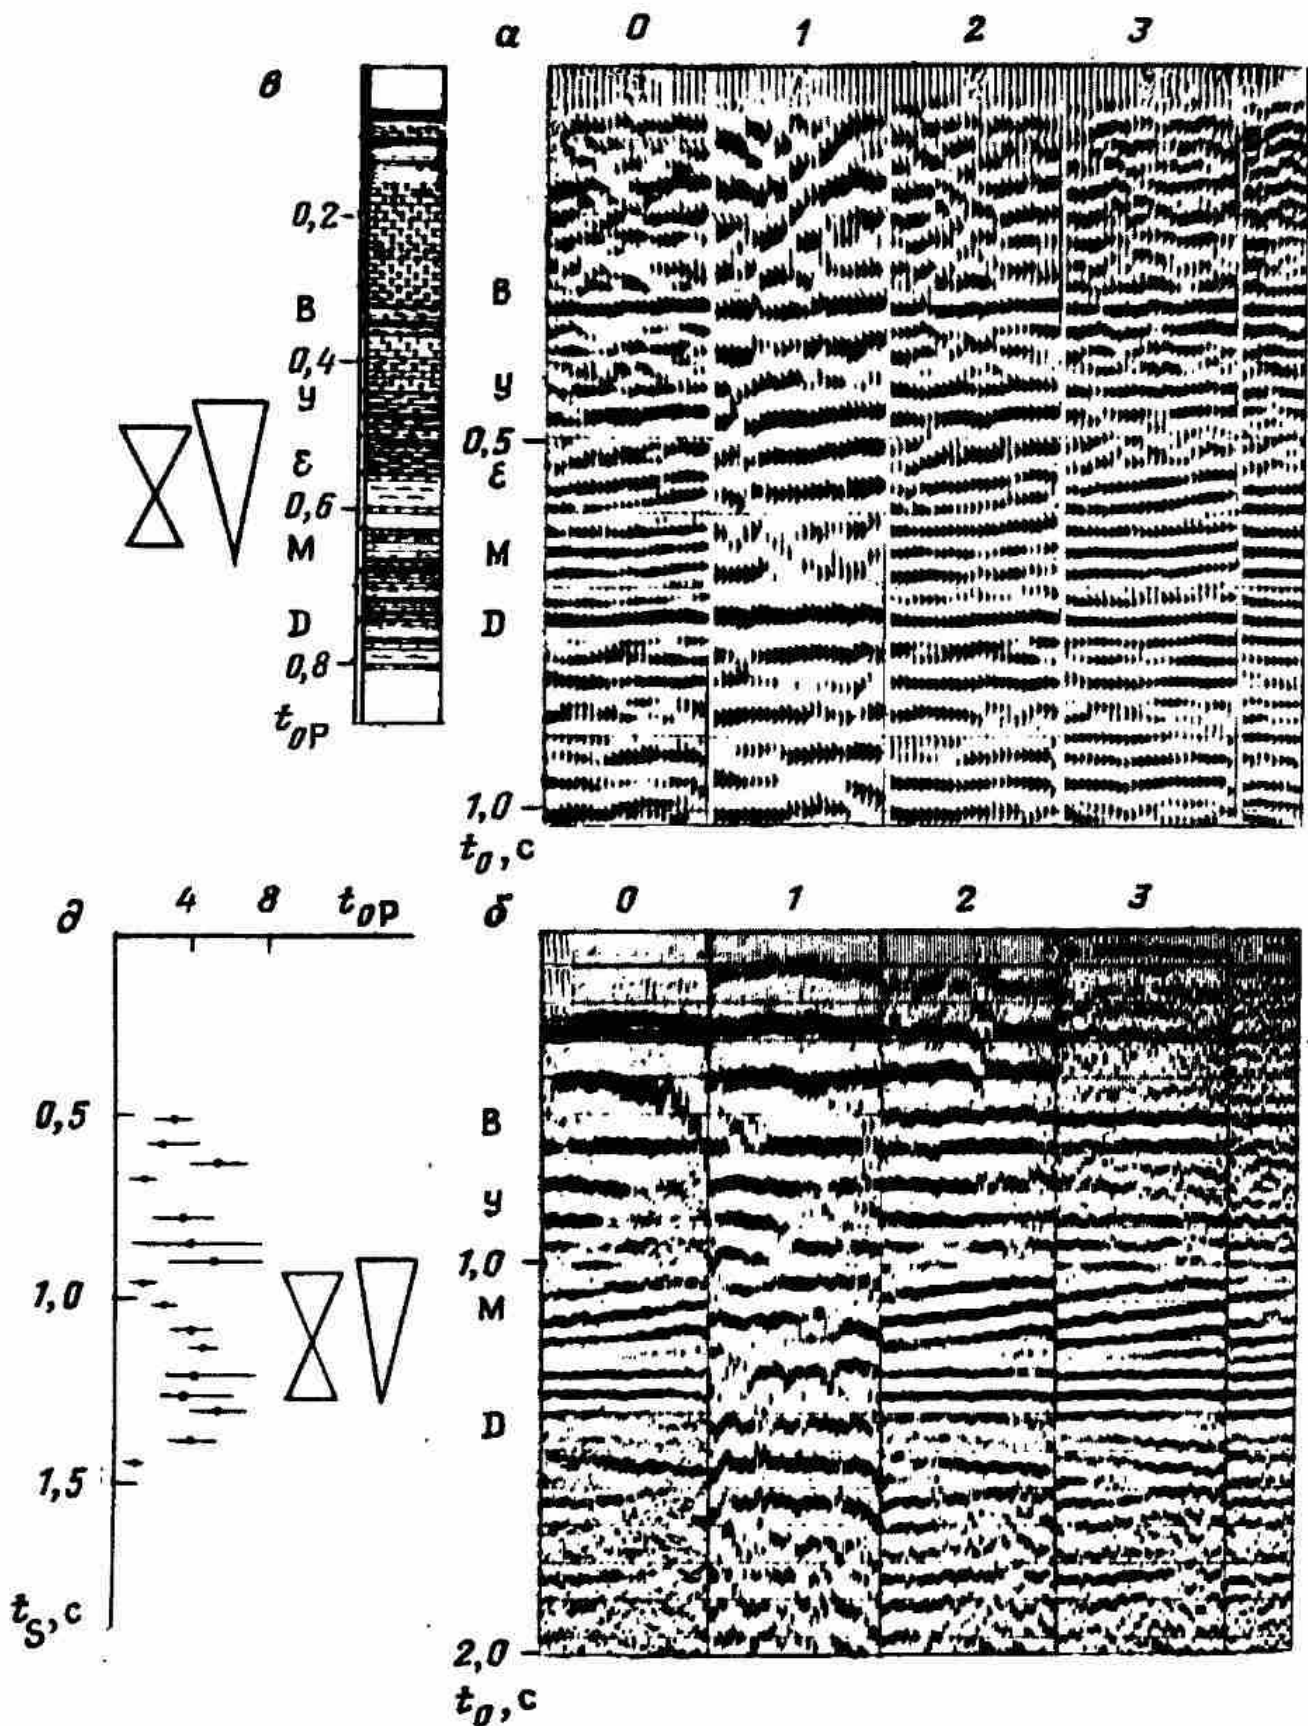 а 0 1 2 3
в
0,2
В
0,4
У
Ɛ
0,6
М
D
0,8
t0P
В
У
0,5
Ɛ
М
D
1,0
t0, с
д 4 8 t0P
0,5
1,0
1,5
tS, с
б 0 1 2 3
В
У
1,0
М
D
2,0
t0, с